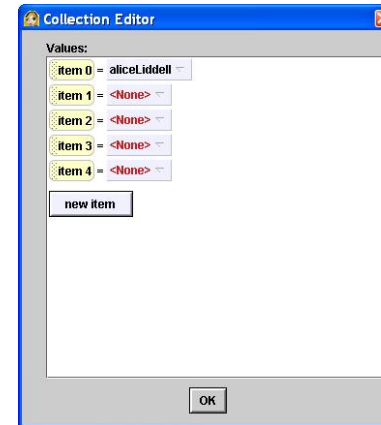 Collection Editor
Values:
item 0 = aliceLiddell
item 1 = <None>
item 2 = <None>
item 3 = <None>
item 4 = <None>
new item
OK